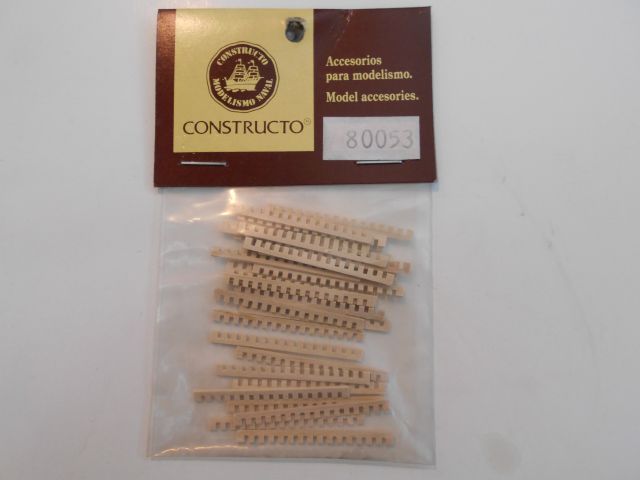 CONSTRUCTO
MODELISMO NAVAL
CONSTRUCTO®
Accesorios
para modelismo.
Model accesories.
80053